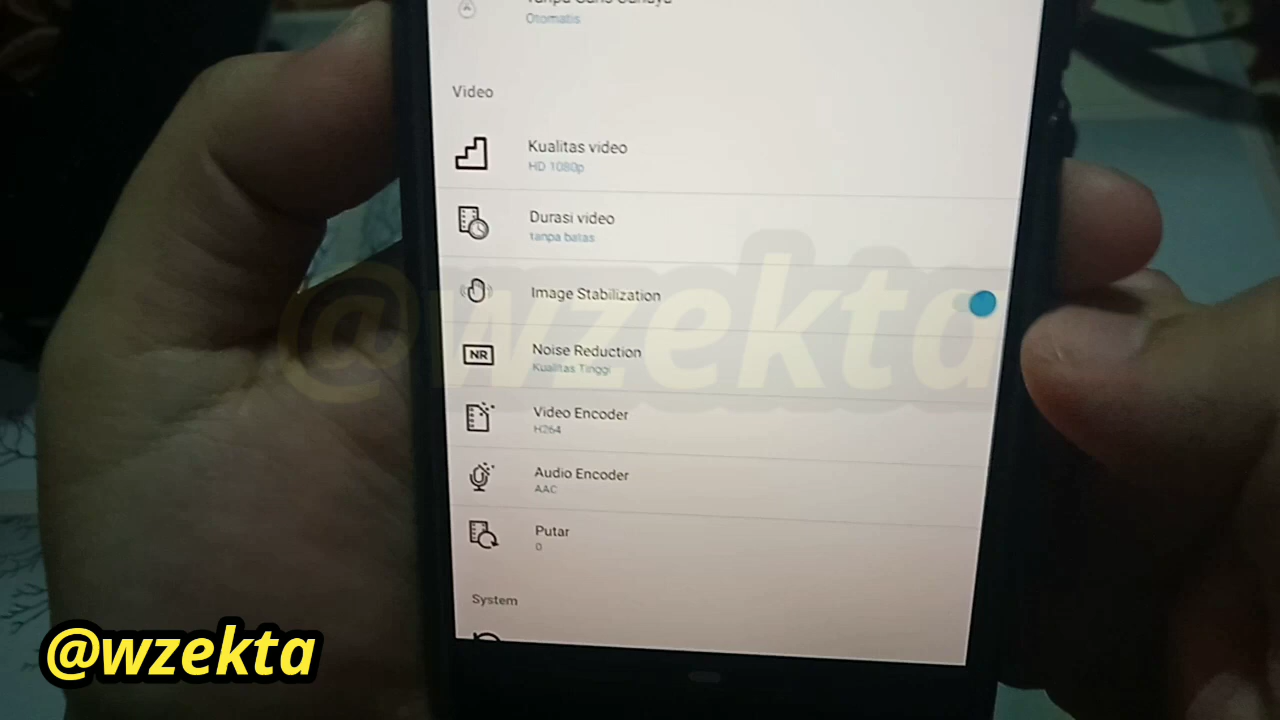 Otomatis
Video
Kualitas video
HD 1080p
Durasi video
tanpa batas
Image Stabilization
@wzekta
NR
Noise Reduction
Kualitas Tinggi
Video Encoder
H264
Audio Encoder
AAC
Putar
0
System
@wzekta